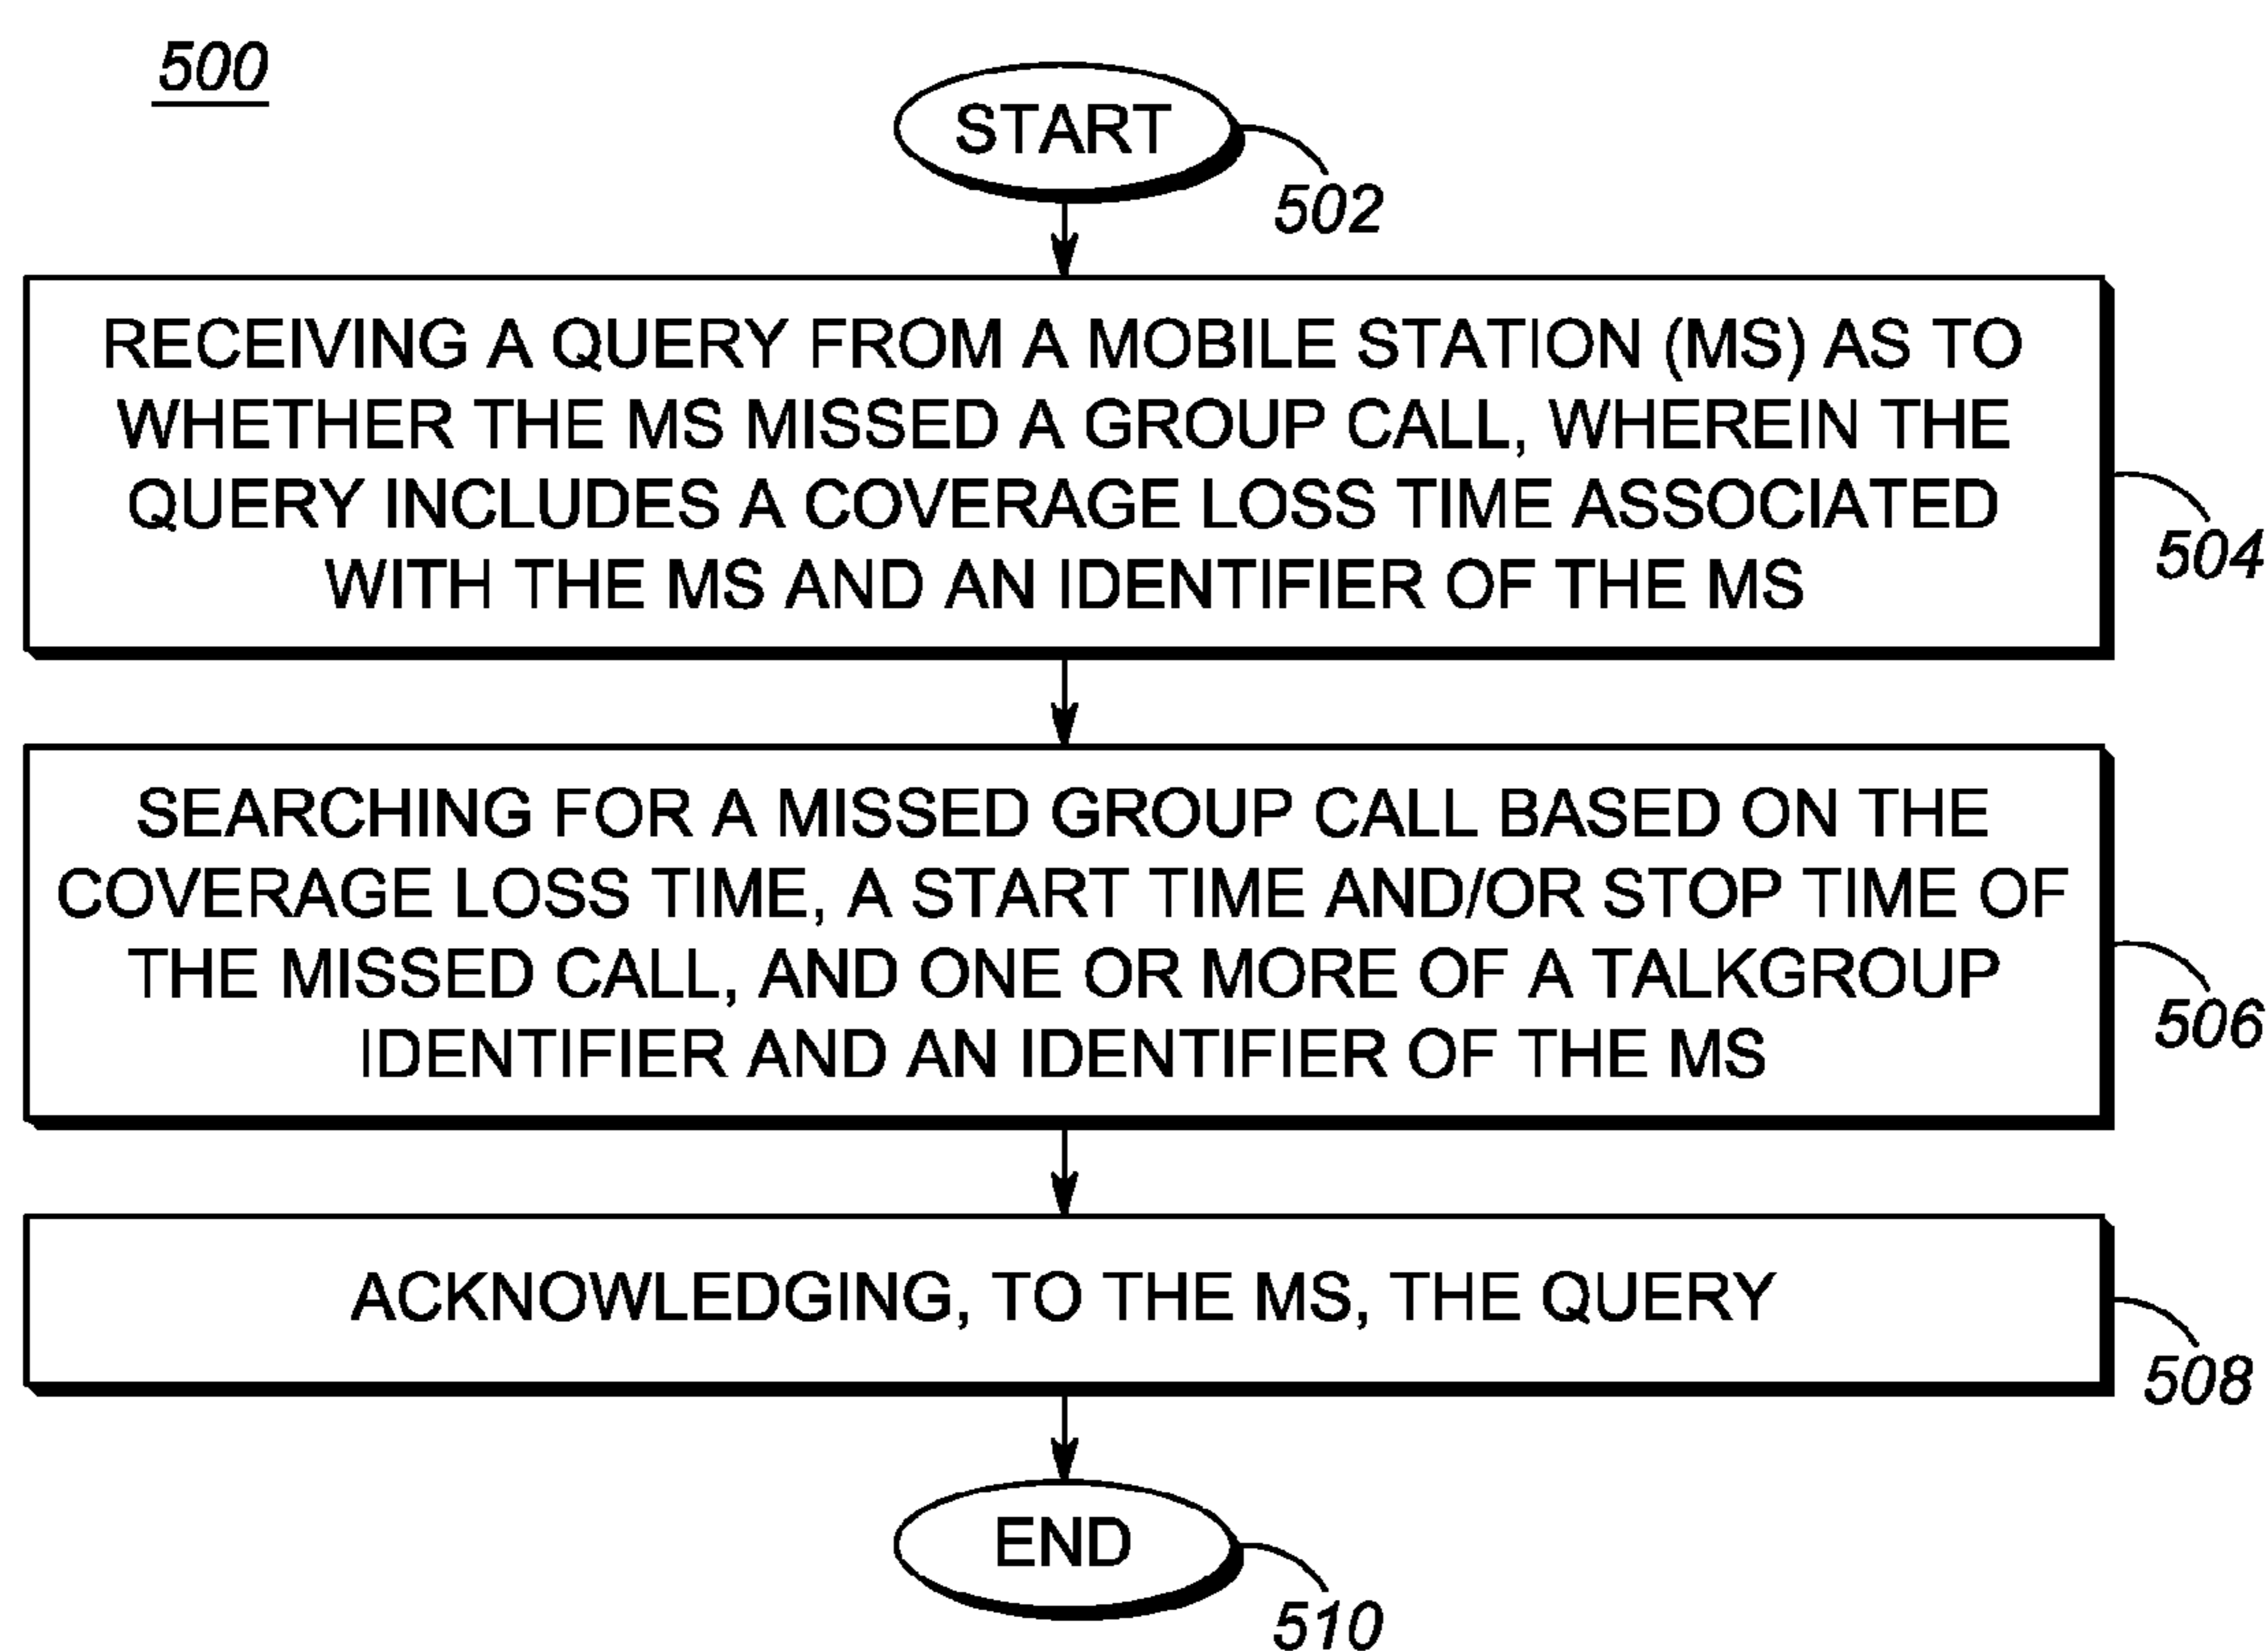 500
START
502
RECEIVING A QUERY FROM A MOBILE STATION (MS) AS TO
WHETHER THE MS MISSED A GROUP CALL, WHEREIN THE
QUERY INCLUDES A COVERAGE LOSS TIME ASSOCIATED
WITH THE MS AND AN IDENTIFIER OF THE MS
504
SEARCHING FOR A MISSED GROUP CALL BASED ON THE
COVERAGE LOSS TIME, A START TIME AND/OR STOP TIME OF
THE MISSED CALL, AND ONE OR MORE OF A TALKGROUP
IDENTIFIER AND AN IDENTIFIER OF THE MS
506
ACKNOWLEDGING, TO THE MS, THE QUERY
508
END
510